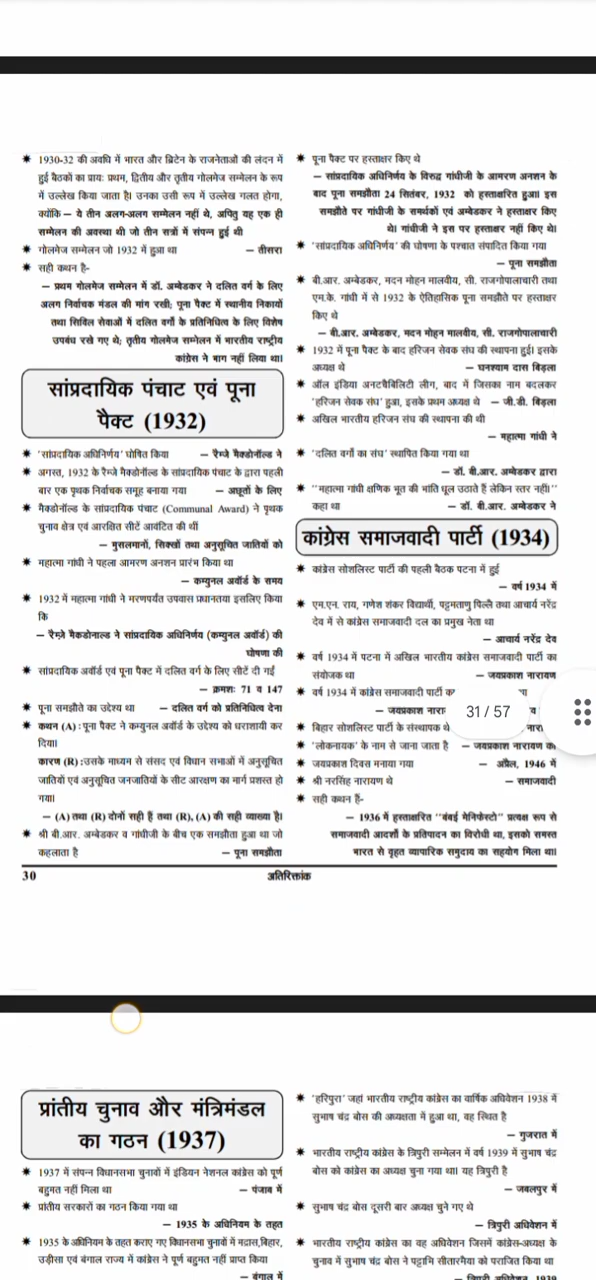 * 1930-32 की अवधि में भारत और ब्रिटेन के राजनेताओं की लंदन में
हुई बैठकों का प्रायः प्रथम, द्वितीय और तृतीय गोलमेज सम्मेलन के रूप
में उल्लेख किया जाता है। उनका उसी रूप में उल्लेख गलत होगा,
क्योंकि – ये तीन अलग-अलग सम्मेलन नहीं थे, अपितु यह एक ही
सम्मेलन की अवस्था थी जो तीन सत्रों में संपन्न हुई थी
* गोलमेज सम्मेलन जो 1932 में हुआ था – तीसरा
* सही कथन है-
– प्रथम गोलमेज सम्मेलन में डॉ. अम्बेडकर ने दलित वर्ग के लिए
अलग निर्वाचक मंडल की मांग रखी; पूना पैक्ट में स्थानीय निकायों
तथा सिविल सेवाओं में दलित वर्गों के प्रतिनिधित्व के लिए विशेष
उपबंध रखे गए थे; तृतीय गोलमेज सम्मेलन में भारतीय राष्ट्रीय
कांग्रेस ने भाग नहीं लिया था।
सांप्रदायिक पंचाट एवं पूना
पैक्ट (1932)
* 'सांप्रदायिक अधिनिर्णय' घोषित किया – रैम्जे मैक्डोनॉल्ड ने
* अगस्त, 1932 के रैम्जे मैक्डोनॉल्ड के सांप्रदायिक पंचाट के द्वारा पहली
बार एक पृथक निर्वाचक समूह बनाया गया – अछूतों के लिए
* मैक्डोनॉल्ड के सांप्रदायिक पंचाट (Communal Award) ने पृथक
चुनाव क्षेत्र एवं आरक्षित सीटें आवंटित की थीं
– मुसलमानों, सिक्खों तथा अनुसूचित जातियों को
* महात्मा गांधी ने पहला आमरण अनशन प्रारंभ किया था
– कम्युनल अवॉर्ड के समय
* 1932 में महात्मा गांधी ने मरणपर्यंत उपवास प्रधानतया इसलिए किया
कि
– रैम्ज़े मैकडोनाल्ड ने सांप्रदायिक अधिनिर्णय (कम्युनल अवॉर्ड) की
घोषणा की
* सांप्रदायिक अवॉर्ड एवं पूना पैक्ट में दलित वर्ग के लिए सीटें दी गई
– क्रमशः 71 व 147
* पूना समझौते का उद्देश्य था – दलित वर्ग को प्रतिनिधित्व देना
* कथन (A) : पूना पैक्ट ने कम्युनल अवॉर्ड के उद्देश्य को धराशायी कर
दिया।
कारण (R) : उसके माध्यम से संसद एवं विधान सभाओं में अनुसूचित
जातियों एवं अनुसूचित जनजातियों के सीट आरक्षण का मार्ग प्रशस्त हो
गया।
– (A) तथा (R) दोनों सही हैं तथा (R), (A) की सही व्याख्या है।
* श्री बी.आर. अम्बेडकर व गांधीजी के बीच एक समझौता हुआ था जो
कहलाता है – पूना समझौता
* पूना पैक्ट पर हस्ताक्षर किए थे
– सांप्रदायिक अधिनिर्णय के विरुद्ध गांधीजी के आमरण अनशन के
बाद पूना समझौता 24 सितंबर, 1932 को हस्ताक्षरित हुआ। इस
समझौते पर गांधीजी के समर्थकों एवं अम्बेडकर ने हस्ताक्षर किए
थे। गांधीजी ने इस पर हस्ताक्षर नहीं किए थे।
* 'सांप्रदायिक अधिनिर्णय' की घोषणा के पश्चात संपादित किया गया
– पूना समझौता
* बी.आर. अम्बेडकर, मदन मोहन मालवीय, सी. राजगोपालाचारी तथा
एम.के. गांधी में से 1932 के ऐतिहासिक पूना समझौते पर हस्ताक्षर
किए थे
– बी.आर. अम्बेडकर, मदन मोहन मालवीय, सी. राजगोपालाचारी
* 1932 में पूना पैक्ट के बाद हरिजन सेवक संघ की स्थापना हुई। इसके
अध्यक्ष थे – घनश्याम दास बिड़ला
* ऑल इंडिया अनटचैबिलिटी लीग, बाद में जिसका नाम बदलकर
'हरिजन सेवक संघ' हुआ, इसके प्रथम अध्यक्ष थे – जी.डी. बिड़ला
* अखिल भारतीय हरिजन संघ की स्थापना की थी
– महात्मा गांधी ने
* 'दलित वर्गों का संघ' स्थापित किया गया था
– डॉ. बी.आर. अम्बेडकर द्वारा
* ''महात्मा गांधी क्षणिक भूत की भांति धूल उठाते हैं लेकिन स्तर नहीं।''
कहा था – डॉ. बी.आर. अम्बेडकर ने
कांग्रेस समाजवादी पार्टी (1934)
* कांग्रेस सोशलिस्ट पार्टी की पहली बैठक पटना में हुई
– वर्ष 1934 में
* एम.एन. राय, गणेश शंकर विद्यार्थी, पट्टमताणु पिल्लै तथा आचार्य नरेंद्र
देव में से कांग्रेस समाजवादी दल का प्रमुख नेता था
– आचार्य नरेंद्र देव
* वर्ष 1934 में पटना में अखिल भारतीय कांग्रेस समाजवादी पार्टी का
संयोजक था – जयप्रकाश नारायण
* वर्ष 1934 में कांग्रेस समाजवादी पार्टी
– जयप्रकाश
31 / 57
* बिहार सोशलिस्ट पार्टी के संस्थापक थे
* 'लोकनायक' के नाम से जाना जाता है – जयप्रकाश नारायण को
* जयप्रकाश दिवस मनाया गया – अप्रैल, 1946 में
* श्री नरसिंह नारायण थे – समाजवादी
* सही कथन हैं-
– 1936 में हस्ताक्षरित ''बंबई मेनिफेस्टो'' प्रत्यक्ष रूप से
समाजवादी आदर्शों के प्रतिपादन का विरोधी था, इसको समस्त
भारत से वृहत व्यापारिक समुदाय का सहयोग मिला था।
30
अतिरिक्तांक
प्रांतीय चुनाव और मंत्रिमंडल
का गठन (1937)
* 1937 में संपन्न विधानसभा चुनावों में इंडियन नेशनल कांग्रेस को पूर्ण
बहुमत नहीं मिला था – पंजाब में
* प्रांतीय सरकारों का गठन किया गया था
– 1935 के अधिनियम के तहत
* 1935 के अधिनियम के तहत कराए गए विधानसभा चुनावों में मद्रास,बिहार,
उड़ीसा एवं बंगाल राज्य में कांग्रेस ने पूर्ण बहुमत नहीं प्राप्त किया
– बंगाल में
* 'हरिपुरा' जहां भारतीय राष्ट्रीय कांग्रेस का वार्षिक अधिवेशन 1938 में
सुभाष चंद्र बोस की अध्यक्षता में हुआ था, वह स्थित है
– गुजरात में
* भारतीय राष्ट्रीय कांग्रेस के त्रिपुरी सम्मेलन में वर्ष 1939 में सुभाष चंद्र
बोस को कांग्रेस का अध्यक्ष चुना गया था। यह त्रिपुरी है
– जबलपुर में
* सुभाष चंद्र बोस दूसरी बार अध्यक्ष चुने गए थे
– त्रिपुरी अधिवेशन में
* भारतीय राष्ट्रीय कांग्रेस का वह अधिवेशन जिसमें कांग्रेस-अध्यक्ष के
चुनाव में सुभाष चंद्र बोस ने पट्टाभि सीतारमैया को पराजित किया था
– त्रिपुरी अधिवेशन, 1939